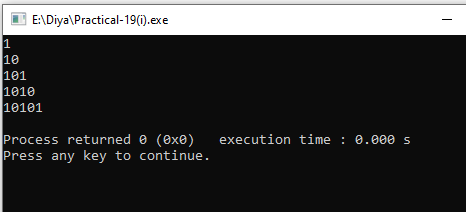 E:\Diya\Practical-19(i).exe
1
10
101
1010
10101
Process returned 0 (0x0)   execution time : 0.000 s
Press any key to continue.